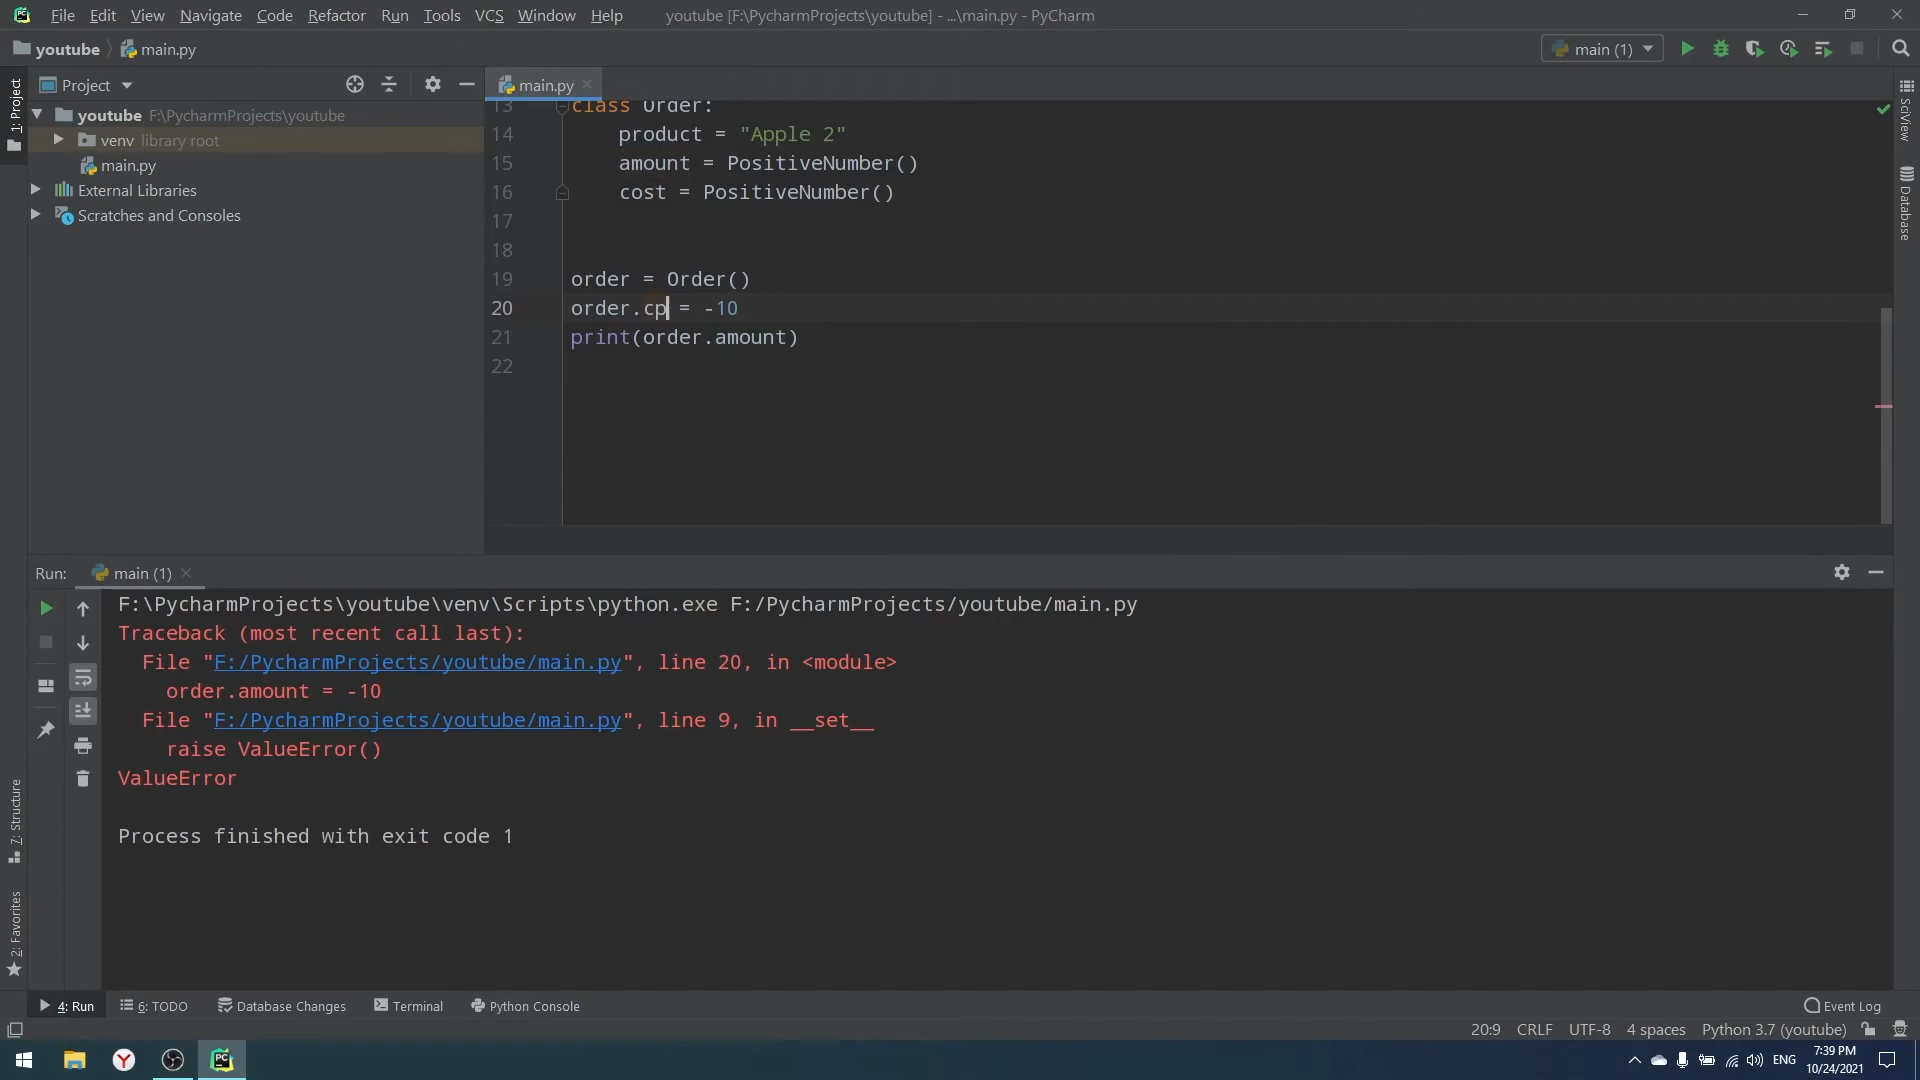 File Edit View Navigate Code Refactor Run Tools VCS Window Help youtube [F:\PycharmProjects\youtube] - ...\main.py - PyCharm
youtube main.py main (1)
1: Project
Project
main.py
youtube F:\PycharmProjects\youtube
venv library root
main.py
External Libraries
Scratches and Consoles
13 class Order:
14 product = "Apple 2"
15 amount = PositiveNumber()
16 cost = PositiveNumber()
17
18
19 order = Order()
20 order.cp = -10
21 print(order.amount)
22
SciView
Database
Run: main (1)
F:\PycharmProjects\youtube\venv\Scripts\python.exe F:/PycharmProjects/youtube/main.py
Traceback (most recent call last):
File "F:/PycharmProjects/youtube/main.py", line 20, in <module>
order.amount = -10
File "F:/PycharmProjects/youtube/main.py", line 9, in __set__
raise ValueError()
ValueError
Process finished with exit code 1
7: Structure
2: Favorites
4: Run 6: TODO Database Changes Terminal Python Console Event Log
20:9 CRLF UTF-8 4 spaces Python 3.7 (youtube)
ENG 7:39 PM
10/24/2021